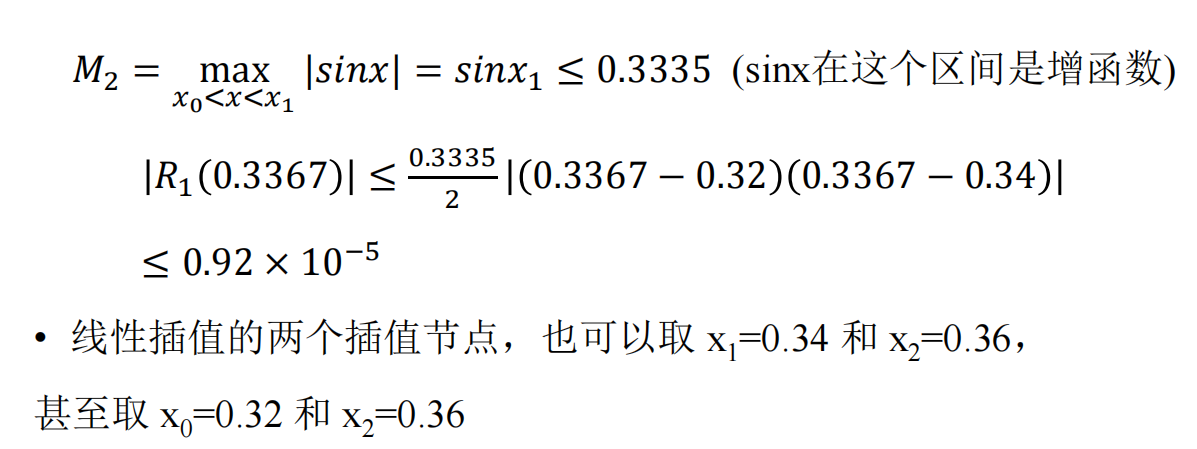 M₂ = max |sinx| = sinx₁ ≤ 0.3335 (sinx在这个区间是增函数)
x₀<x<x₁
|R₁(0.3367)| ≤ 0.3335/2 |(0.3367 − 0.32)(0.3367 − 0.34)|
≤ 0.92 × 10⁻⁵
• 线性插值的两个插值节点，也可以取 x₁=0.34 和 x₂=0.36，
甚至取 x₀=0.32 和 x₂=0.36